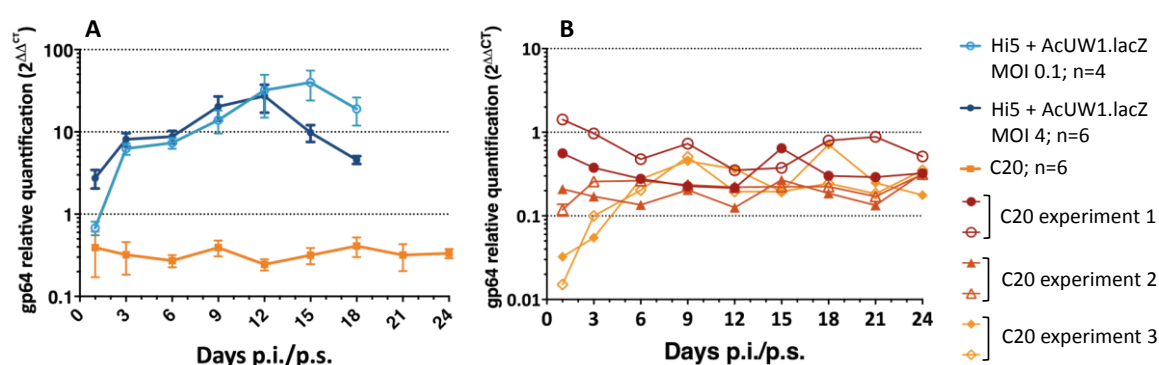 A
gp64 relative quantification (2^ΔΔCT)
100
10
1
0.1
0 3 6 9 12 15 18 21 24
Days p.i./p.s.
B
gp64 relative quantification (2^ΔΔCT)
10
1
0.1
0.01
0 3 6 9 12 15 18 21 24
Days p.i./p.s.
Hi5 + AcUW1.lacZ
MOI 0.1; n=4
Hi5 + AcUW1.lacZ
MOI 4; n=6
C20; n=6
C20 experiment 1
C20 experiment 2
C20 experiment 3